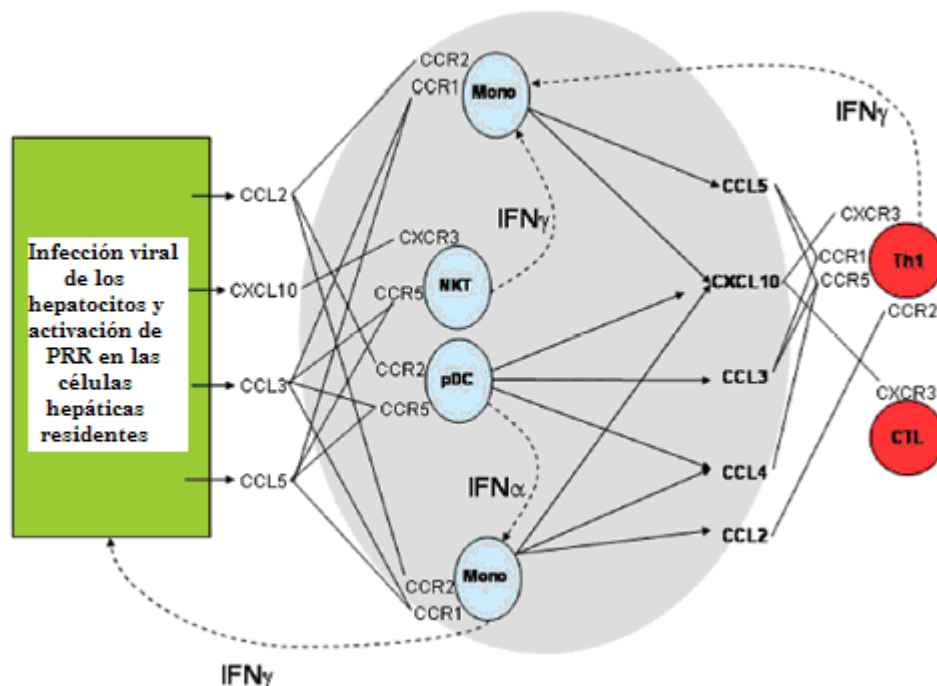 Infección viral
de los
hepatocitos y
activación de
PRR en las
células
hepáticas
residentes
CCL2
CXCL10
CCL3
CCL5
CCR2
CCR1
Mono
IFNγ
CXCR3
CCR5
NKT
CCR2
CCR5
pDC
IFNα
CCR2
CCR1
Mono
IFNγ
CCL5
CXCL10
CCL3
CCL4
CCL2
IFNγ
CXCR3
CCR1
CCR5
Th1
CCR2
CXCR3
CTL